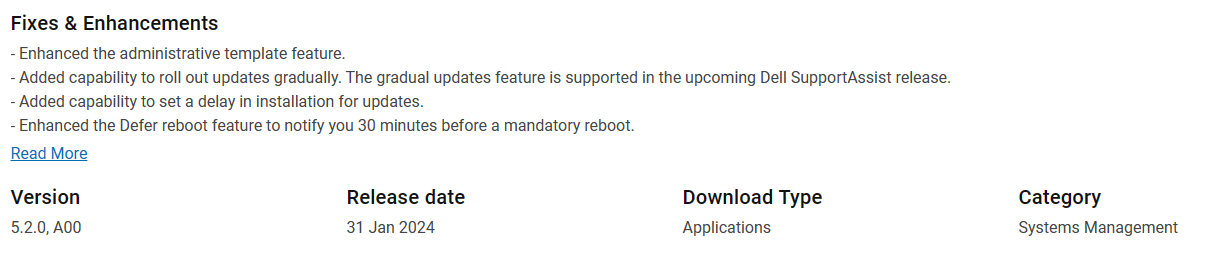 Fixes & Enhancements
- Enhanced the administrative template feature.
- Added capability to roll out updates gradually. The gradual updates feature is supported in the upcoming Dell SupportAssist release.
- Added capability to set a delay in installation for updates.
- Enhanced the Defer reboot feature to notify you 30 minutes before a mandatory reboot.
Read More
Version Release date Download Type Category
5.2.0, A00 31 Jan 2024 Applications Systems Management